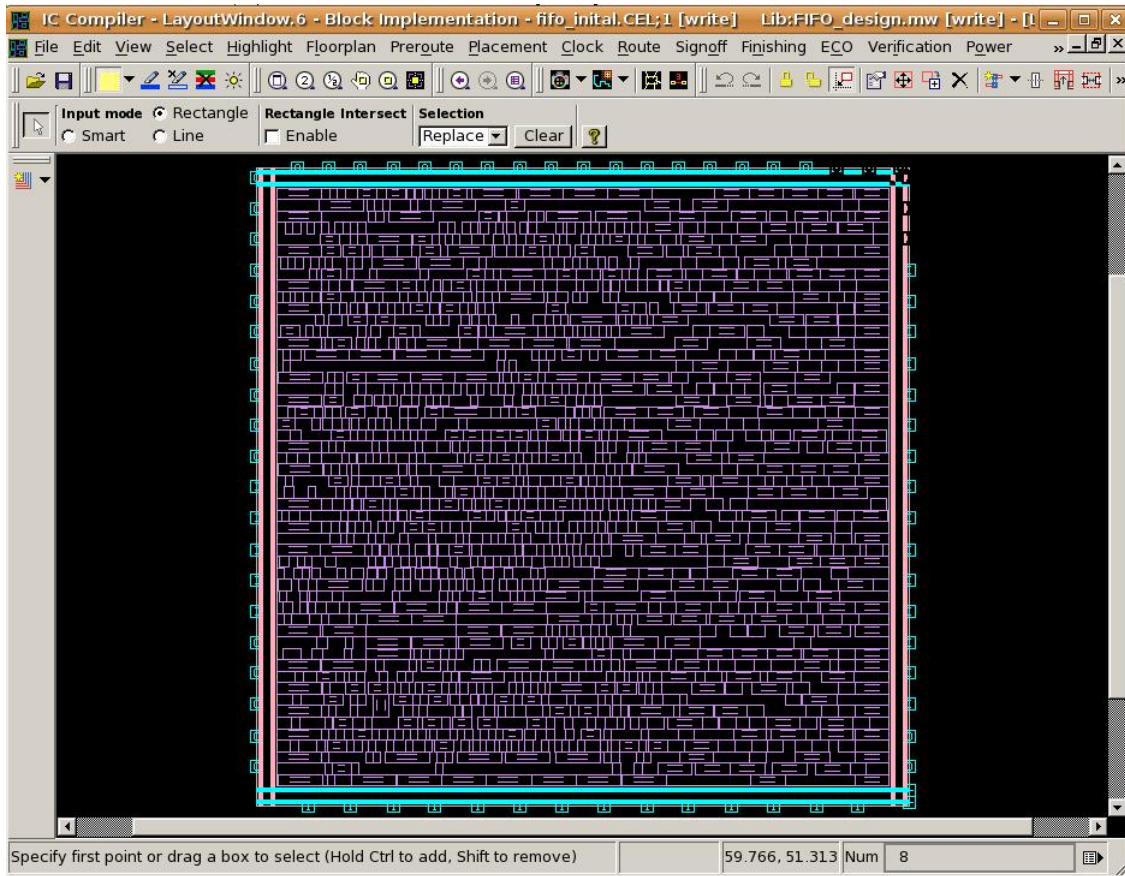 IC Compiler - LayoutWindow.6 - Block Implementation - fifo_inital.CEL;1 [write] Lib:FIFO_design.mw [write] - [L
File Edit View Select Highlight Floorplan Preroute Placement Clock Route Signoff Finishing ECO Verification Power »
Input mode Rectangle Rectangle Intersect Selection
Smart Line Enable Replace Clear
Specify first point or drag a box to select (Hold Ctrl to add, Shift to remove) 59.766, 51.313 Num 8